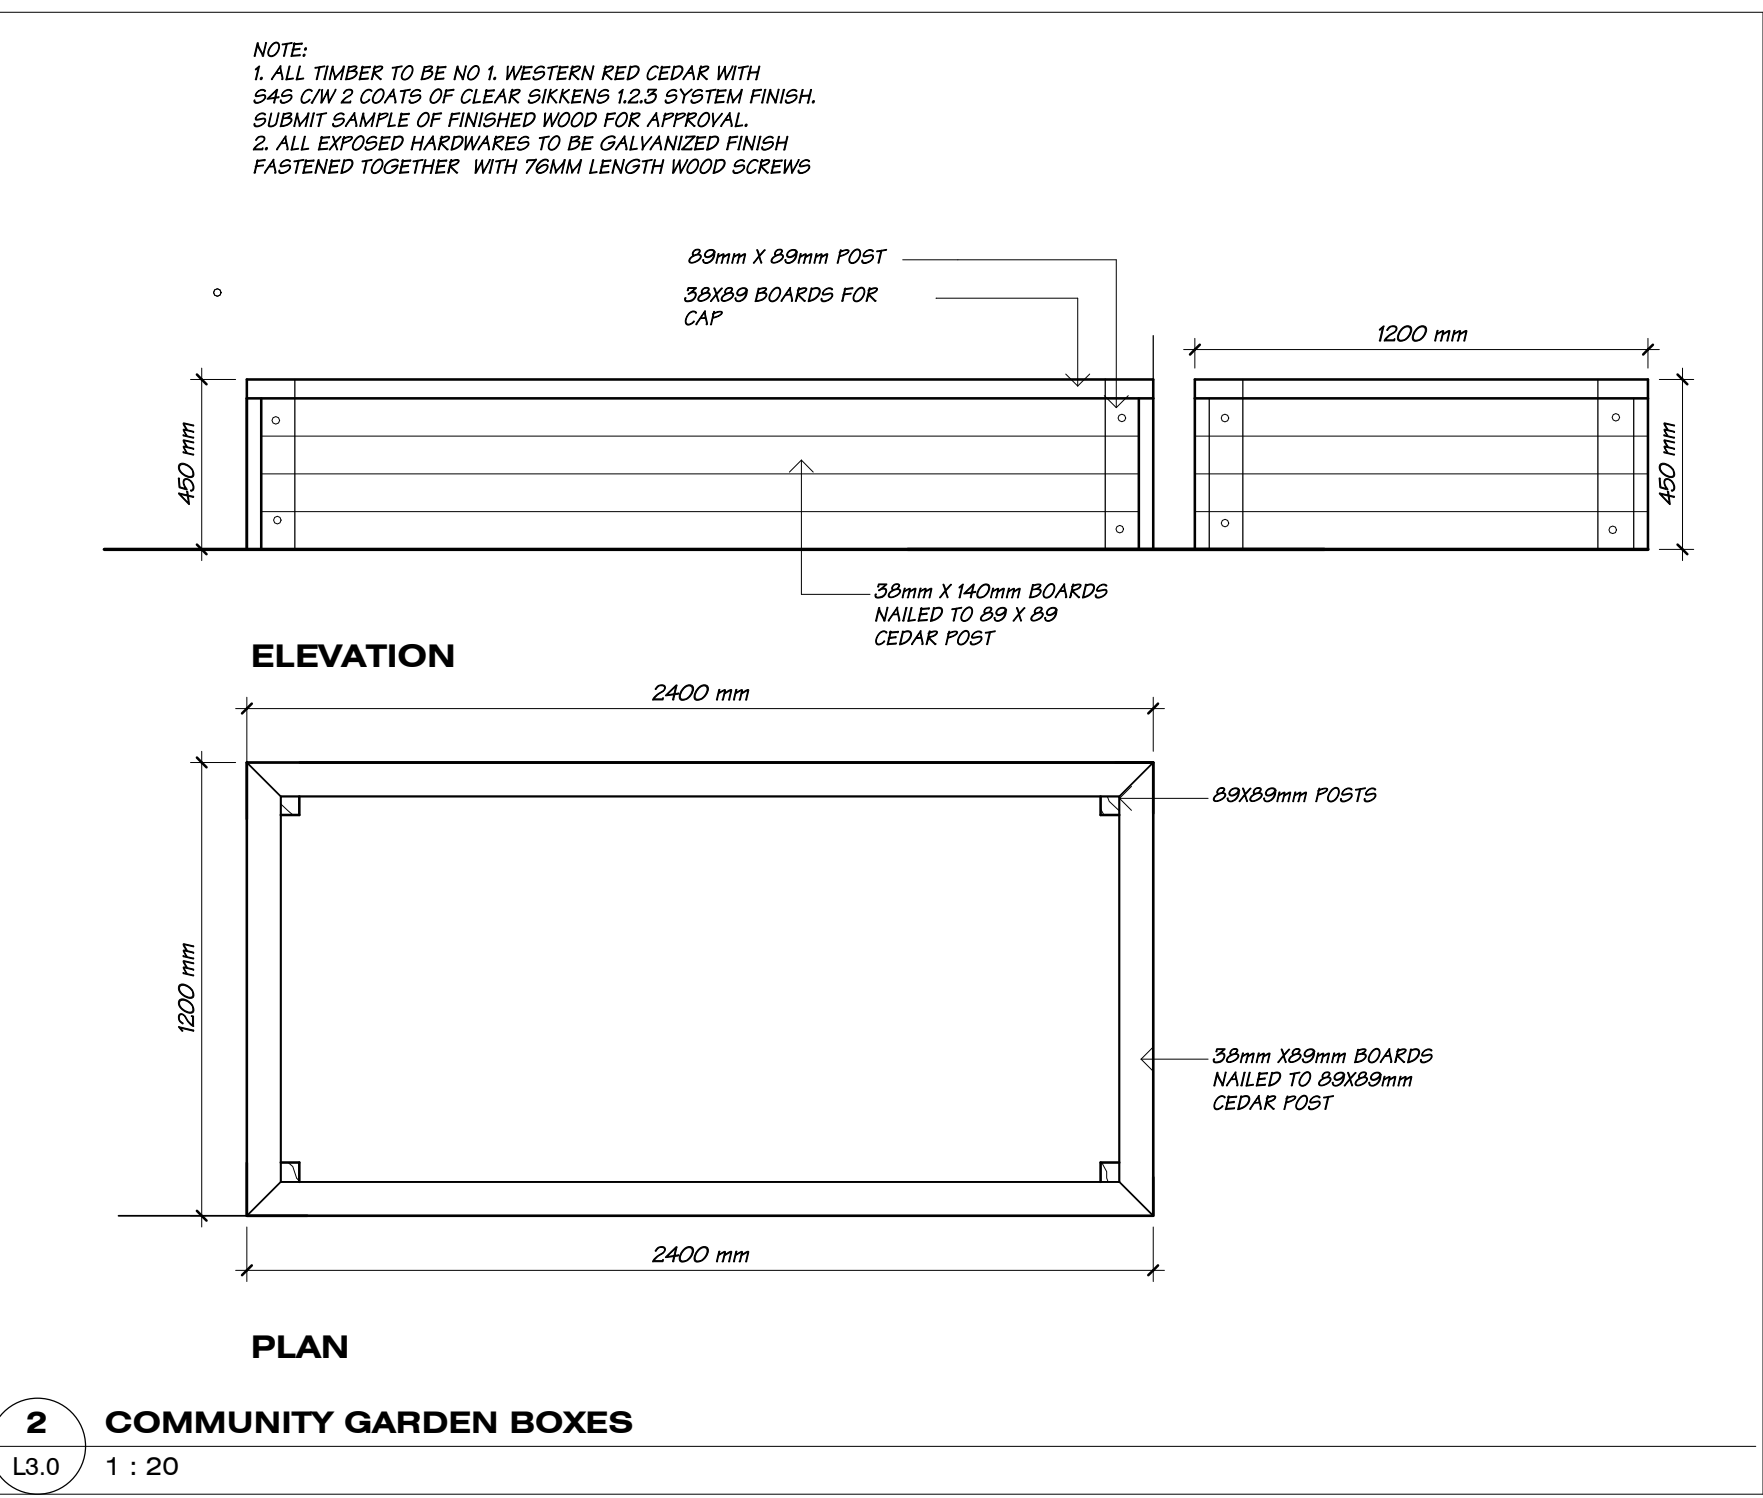 NOTE:
1. ALL TIMBER TO BE NO 1. WESTERN RED CEDAR WITH
S4S C/W 2 COATS OF CLEAR SIKKENS 1.2.3 SYSTEM FINISH.
SUBMIT SAMPLE OF FINISHED WOOD FOR APPROVAL.
2. ALL EXPOSED HARDWARES TO BE GALVANIZED FINISH
FASTENED TOGETHER WITH 76MM LENGTH WOOD SCREWS
89mm X 89mm POST
38X89 BOARDS FOR
CAP
1200 mm
450 mm
450 mm
38mm X 140mm BOARDS
NAILED TO 89 X 89
CEDAR POST
ELEVATION
2400 mm
89X89mm POSTS
1200 mm
38mm X89mm BOARDS
NAILED TO 89X89mm
CEDAR POST
2400 mm
PLAN
2
COMMUNITY GARDEN BOXES
L3.0
1 : 20